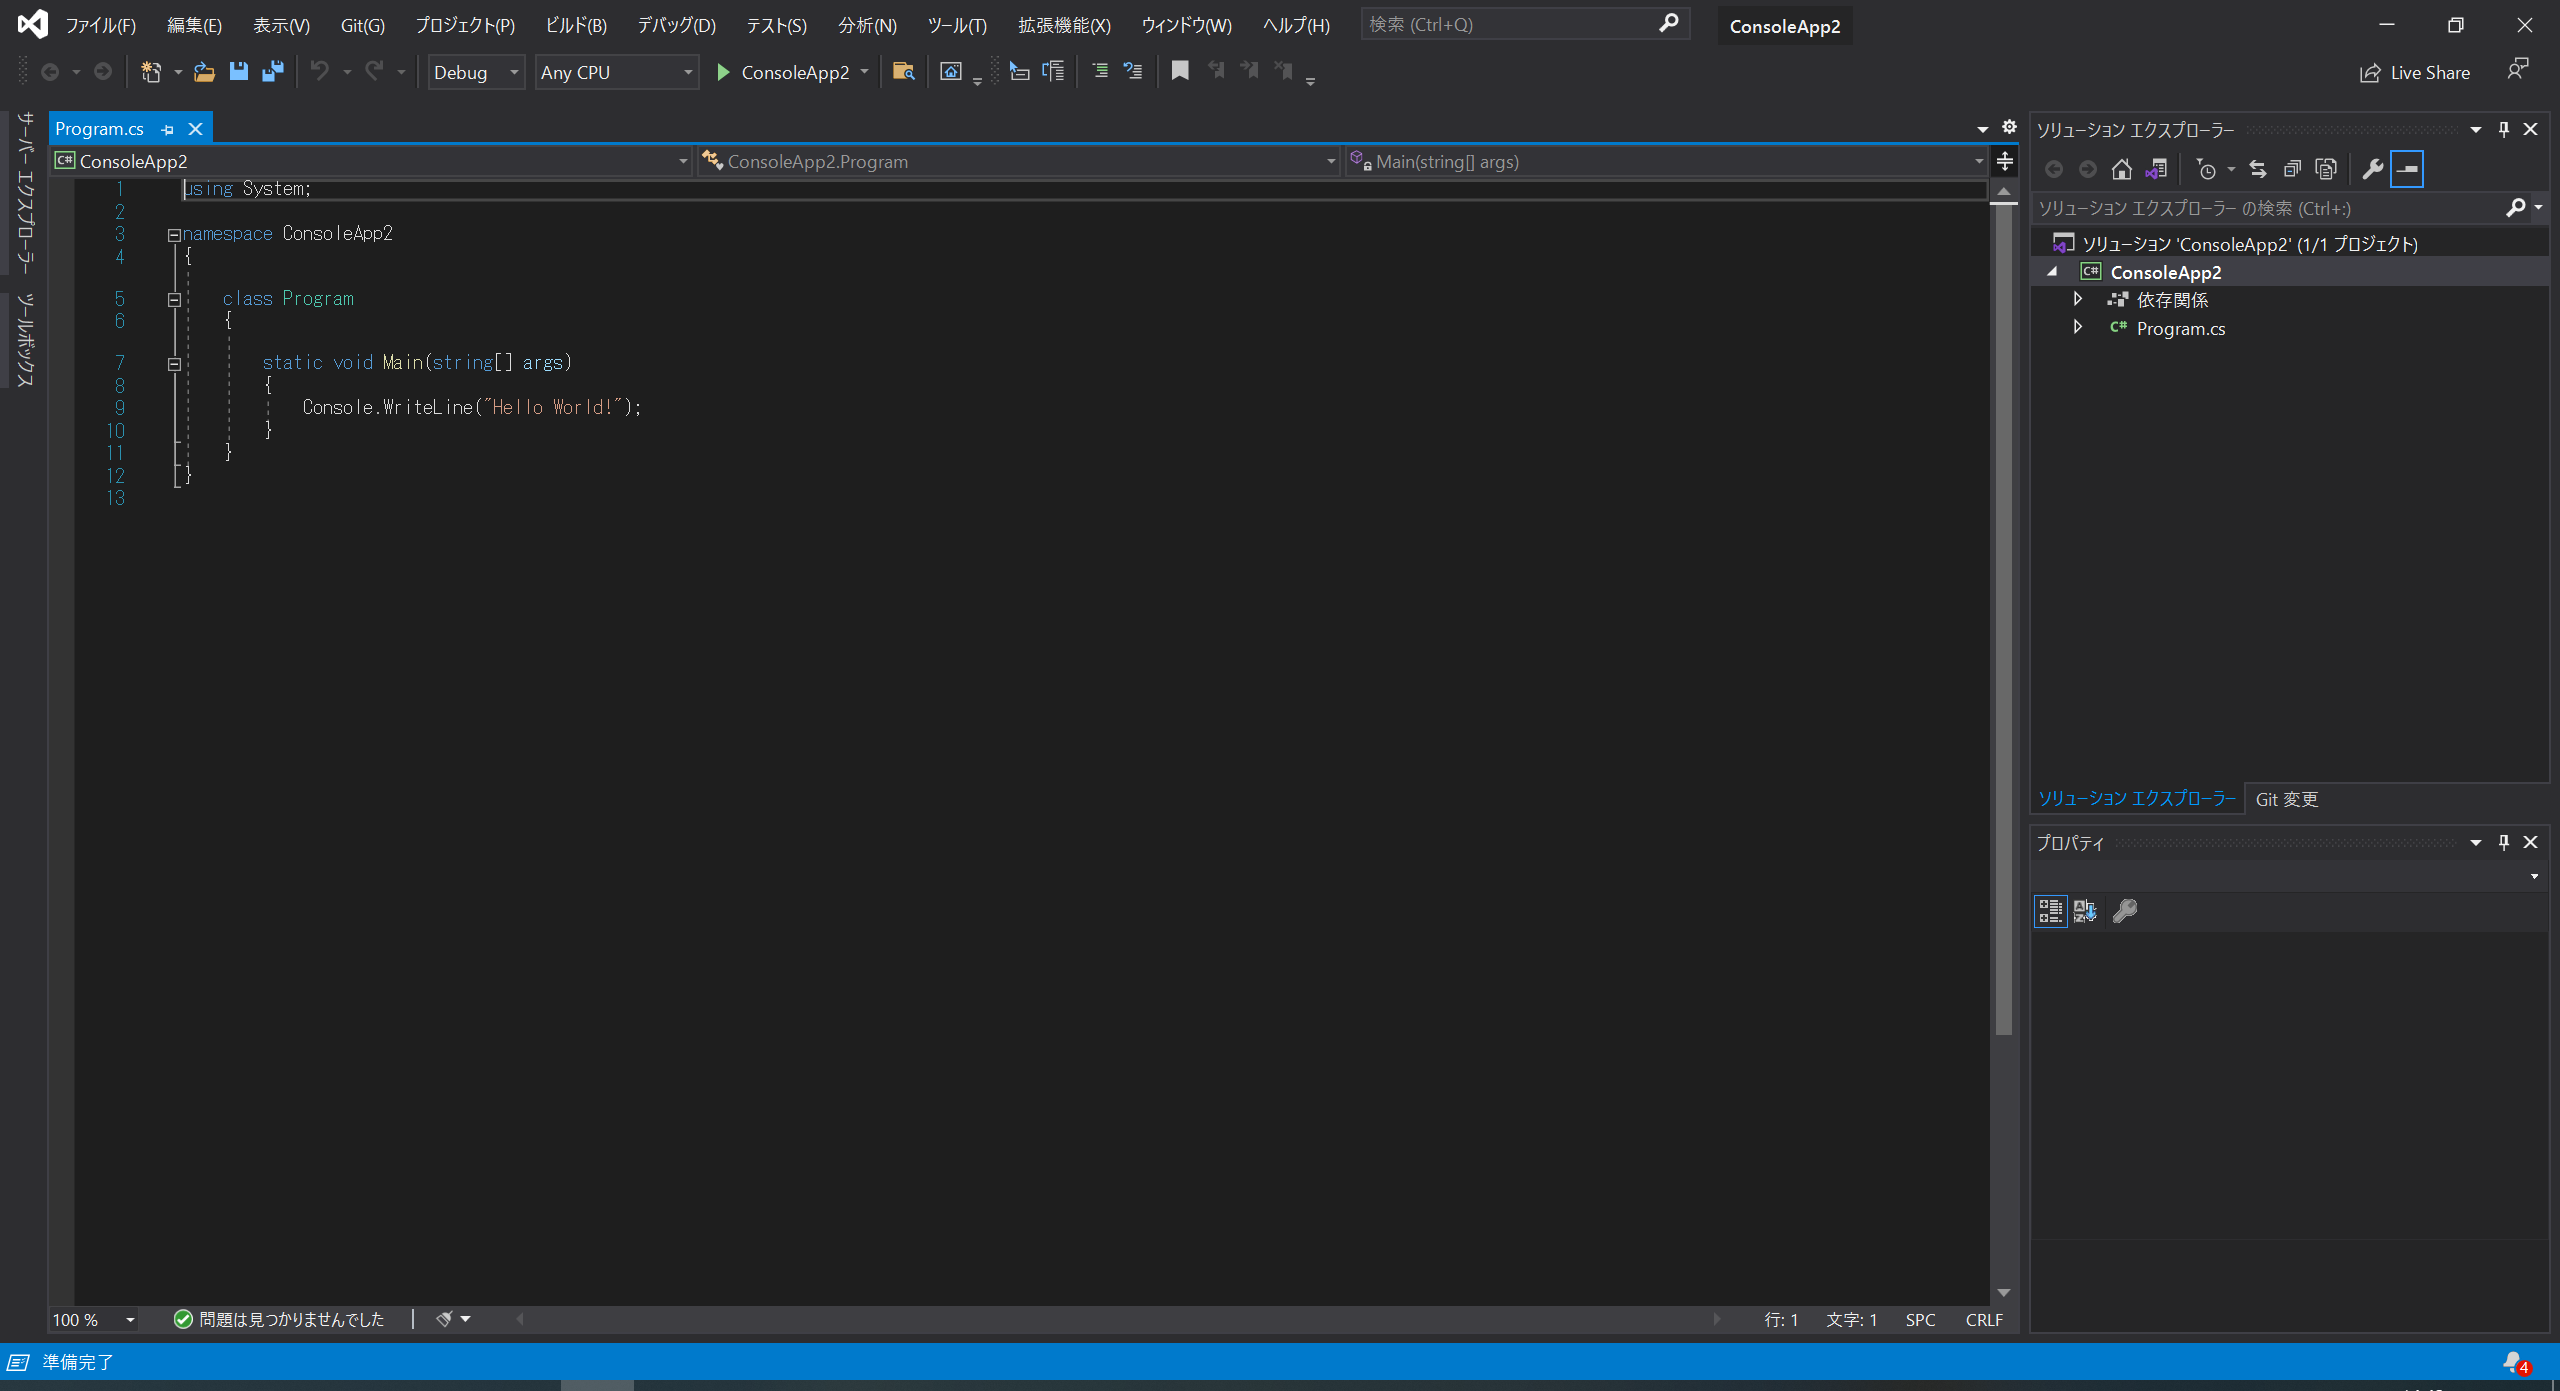 ファイル(F) 編集(E) 表示(V) Git(G) プロジェクト(P) ビルド(B) デバッグ(D) テスト(S) 分析(N) ツール(T) 拡張機能(X) ウィンドウ(W) ヘルプ(H) 検索 (Ctrl+Q) ConsoleApp2
Debug Any CPU ConsoleApp2 Live Share
サーバー エクスプローラー
ツールボックス
Program.cs
ConsoleApp2 ConsoleApp2.Program Main(string[] args)
1 using System;
2
3 namespace ConsoleApp2
4 {
5 class Program
6 {
7 static void Main(string[] args)
8 {
9 Console.WriteLine("Hello World!");
10 }
11 }
12 }
13
100 % 問題は見つかりませんでした 行: 1 文字: 1 SPC CRLF
ソリューション エクスプローラー
ソリューション エクスプローラー の検索 (Ctrl+:)
ソリューション 'ConsoleApp2' (1/1 プロジェクト)
C# ConsoleApp2
依存関係
C# Program.cs
ソリューション エクスプローラー Git 変更
プロパティ
準備完了 4